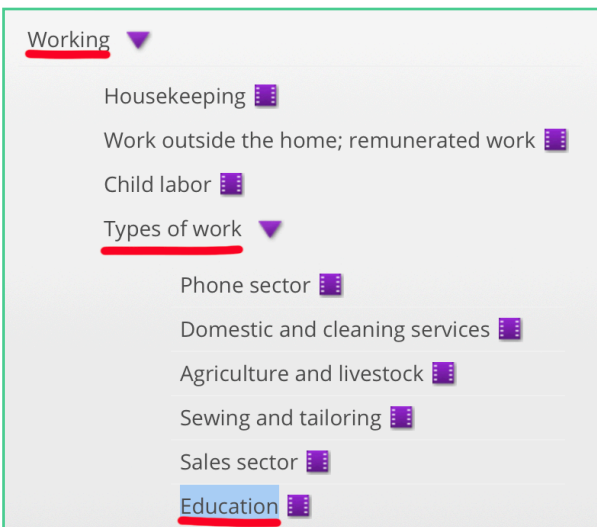 Working
Housekeeping
Work outside the home; remunerated work
Child labor
Types of work
Phone sector
Domestic and cleaning services
Agriculture and livestock
Sewing and tailoring
Sales sector
Education